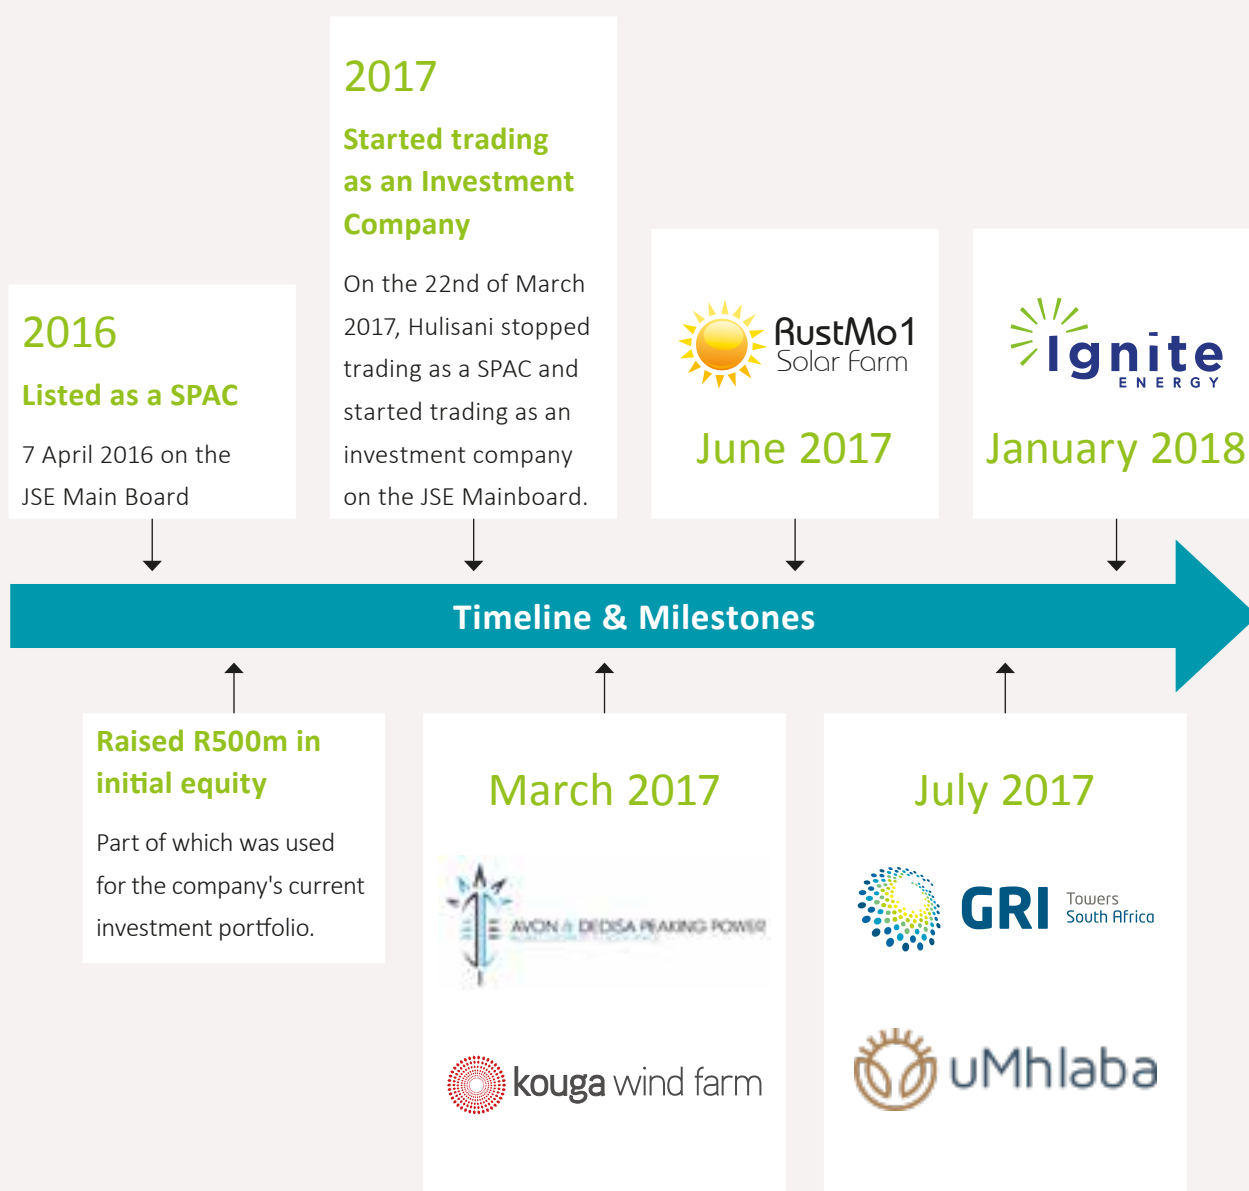 2016
Listed as a SPAC
7 April 2016 on the
JSE Main Board
2017
Started trading
as an Investment
Company
On the 22nd of March
2017, Hulisani stopped
trading as a SPAC and
started trading as an
investment company
on the JSE Mainboard.
RustMo1
Solar Farm
June 2017
Ignite
ENERGY
January 2018
Timeline & Milestones
Raised R500m in
initial equity
Part of which was used
for the company's current
investment portfolio.
March 2017
AVON & DEDISA PEAKING POWER
kouga wind farm
July 2017
GRI Towers
South Africa
uMhlaba